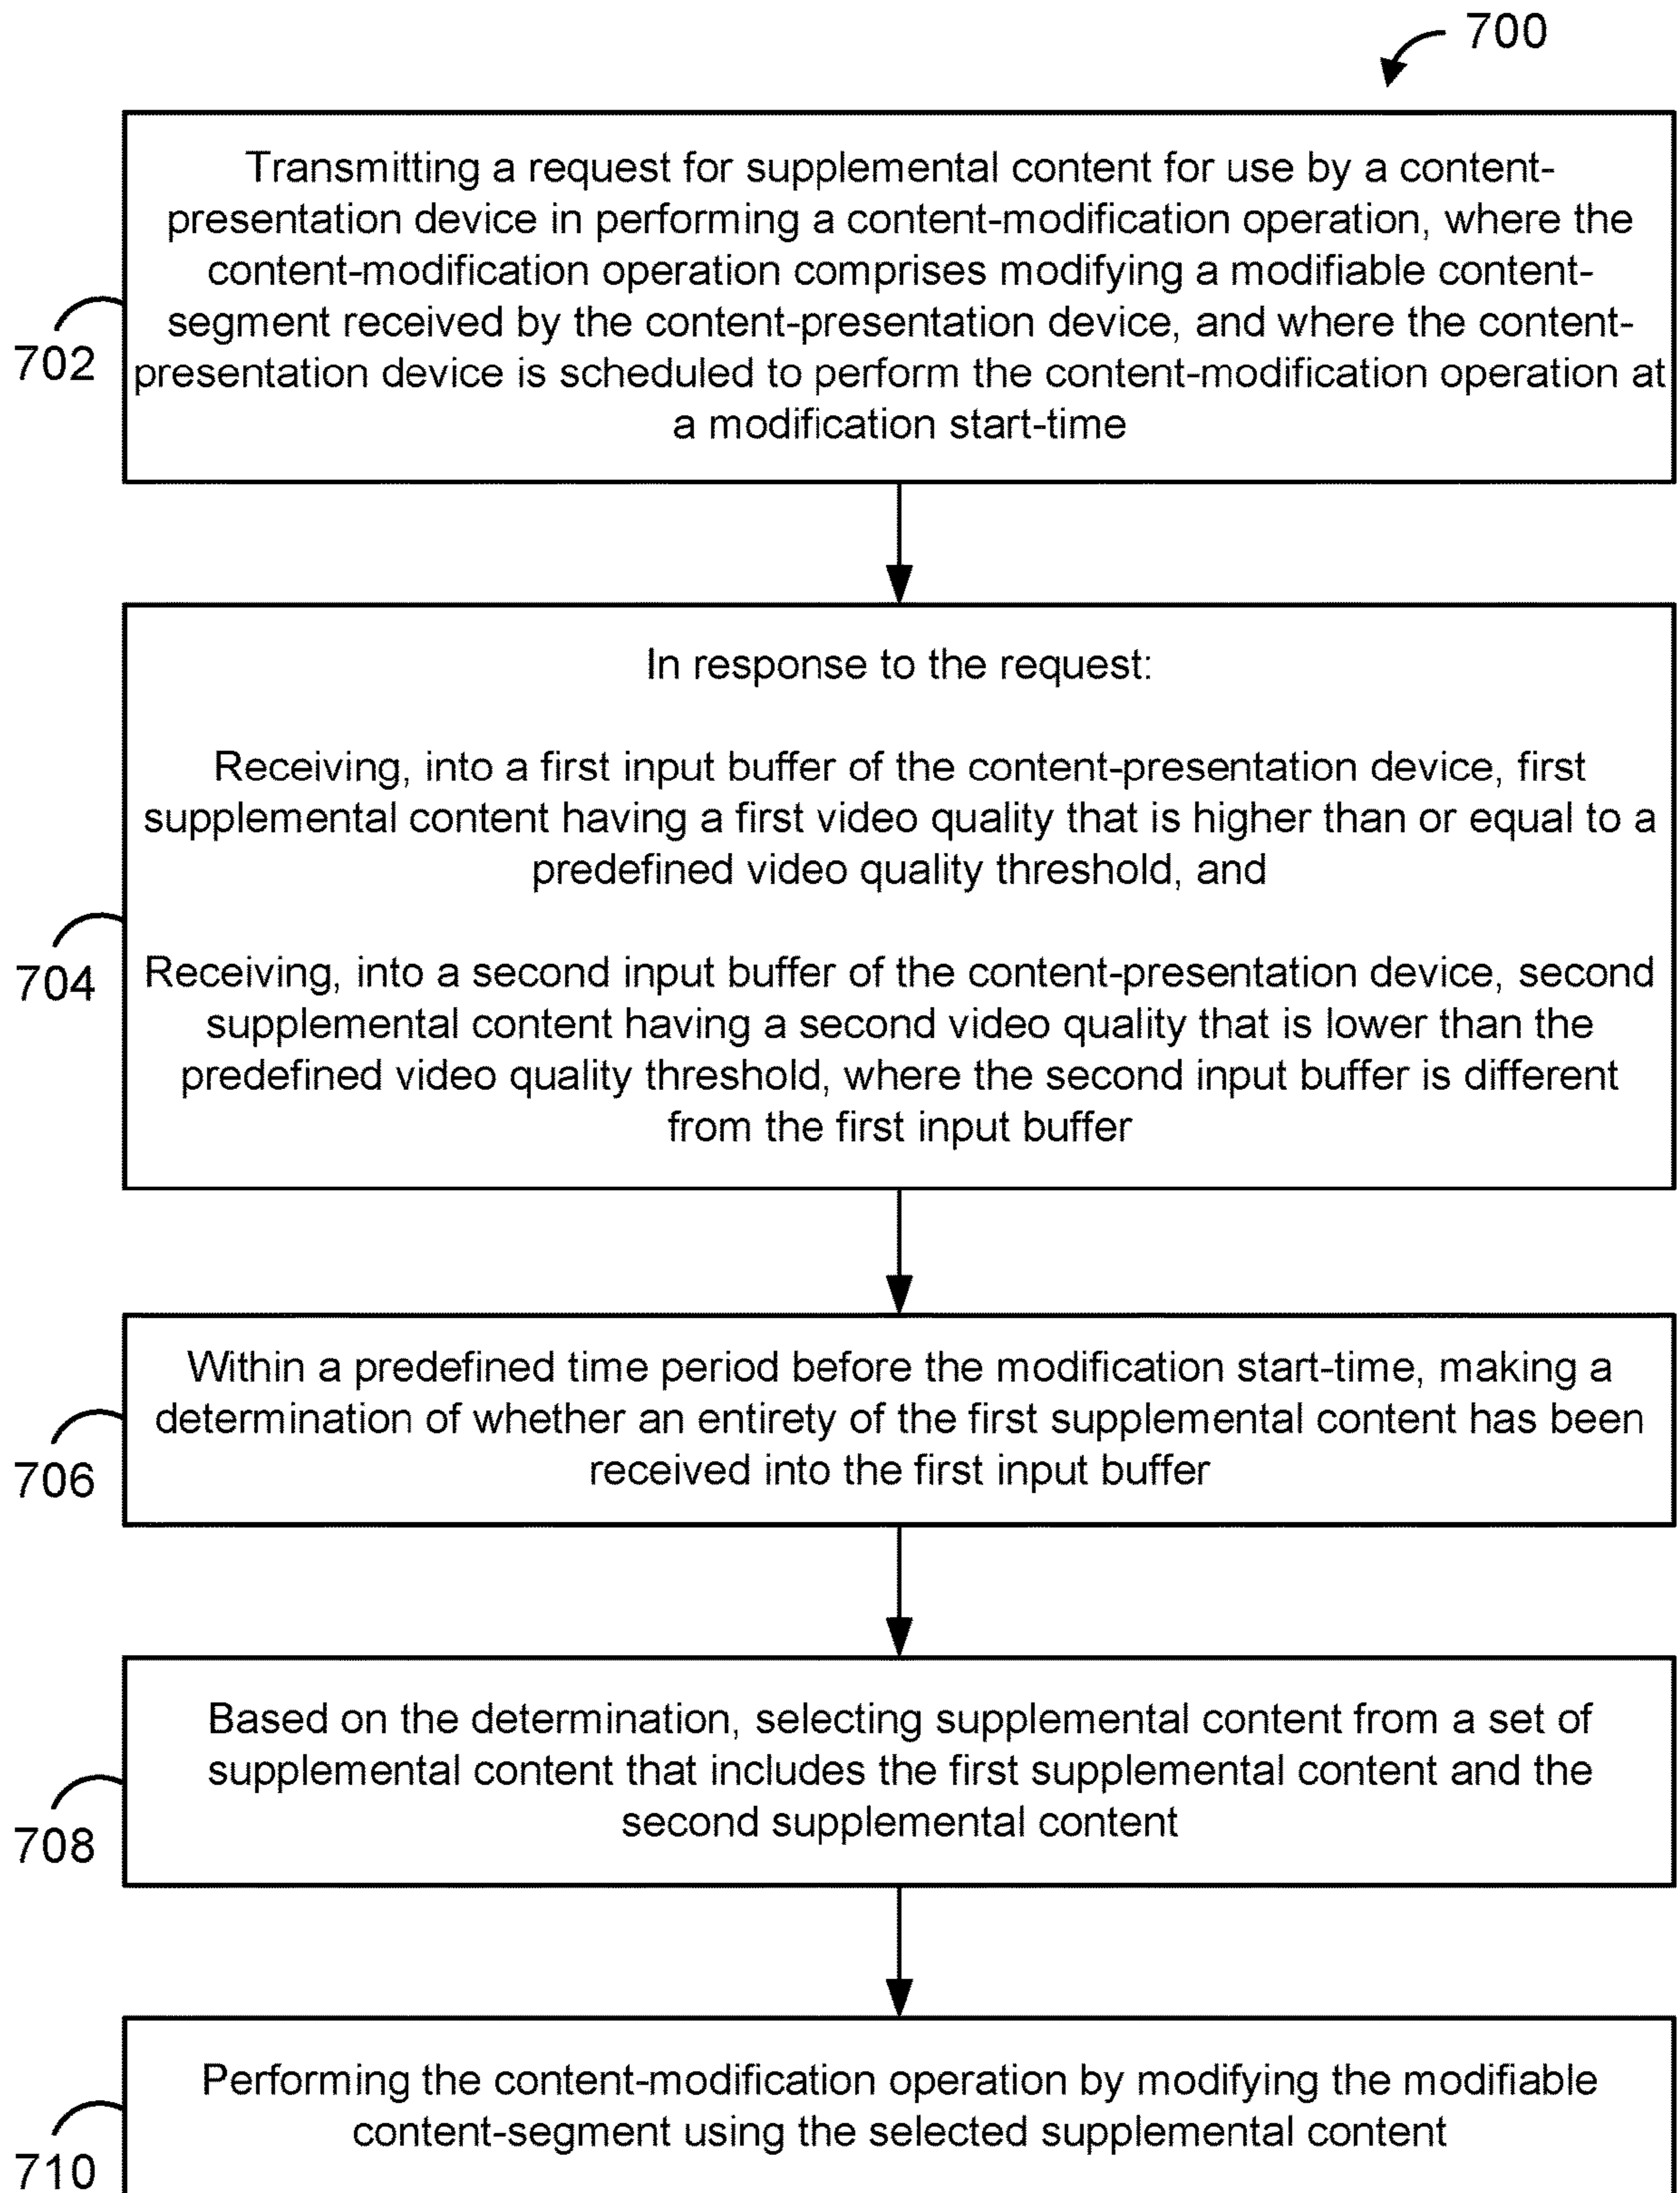 700
Transmitting a request for supplemental content for use by a content-
presentation device in performing a content-modification operation, where the
content-modification operation comprises modifying a modifiable content-
segment received by the content-presentation device, and where the content-
presentation device is scheduled to perform the content-modification operation at
a modification start-time
702
In response to the request:
Receiving, into a first input buffer of the content-presentation device, first
supplemental content having a first video quality that is higher than or equal to a
predefined video quality threshold, and
Receiving, into a second input buffer of the content-presentation device, second
supplemental content having a second video quality that is lower than the
predefined video quality threshold, where the second input buffer is different
from the first input buffer
704
Within a predefined time period before the modification start-time, making a
determination of whether an entirety of the first supplemental content has been
received into the first input buffer
706
Based on the determination, selecting supplemental content from a set of
supplemental content that includes the first supplemental content and the
second supplemental content
708
Performing the content-modification operation by modifying the modifiable
content-segment using the selected supplemental content
710